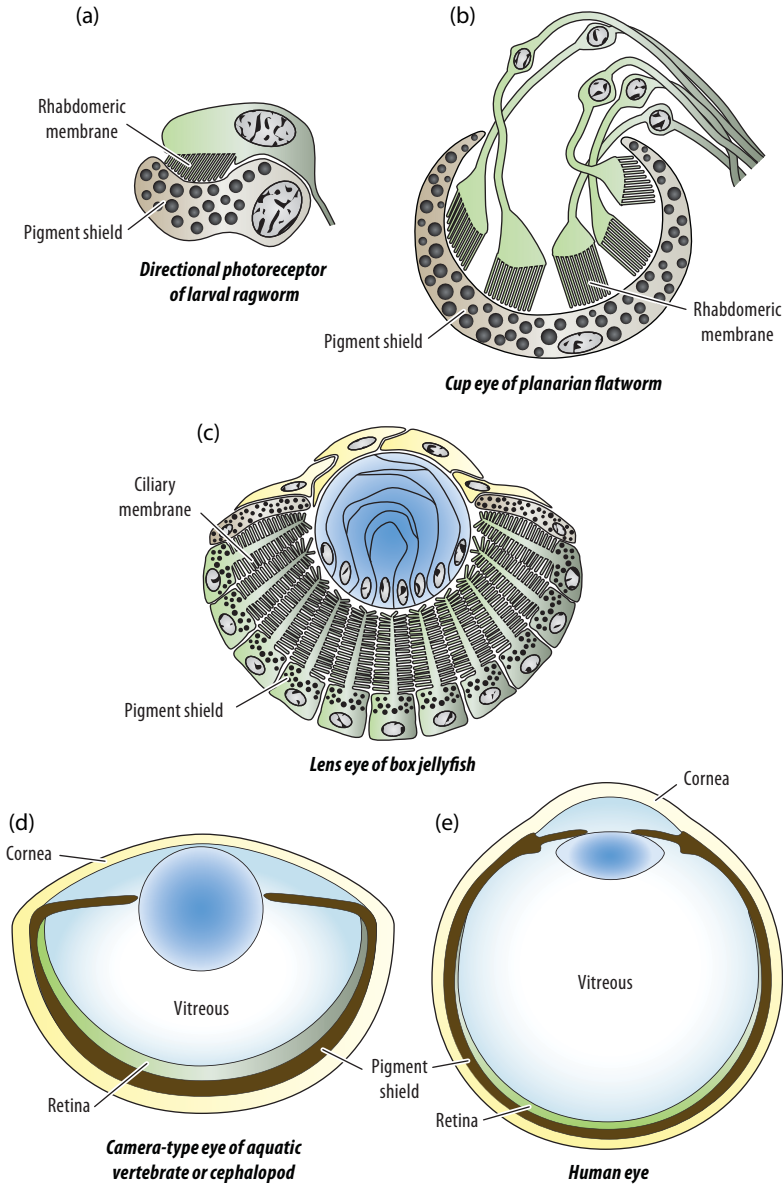 (a)
Rhabdomeric
membrane
Pigment shield
Directional photoreceptor
of larval ragworm
(b)
Pigment shield
Rhabdomeric
membrane
Cup eye of planarian flatworm
(c)
Ciliary
membrane
Pigment shield
Lens eye of box jellyfish
(d)
Cornea
Vitreous
Retina
Pigment
shield
Camera-type eye of aquatic
vertebrate or cephalopod
(e)
Cornea
Vitreous
Retina
Human eye